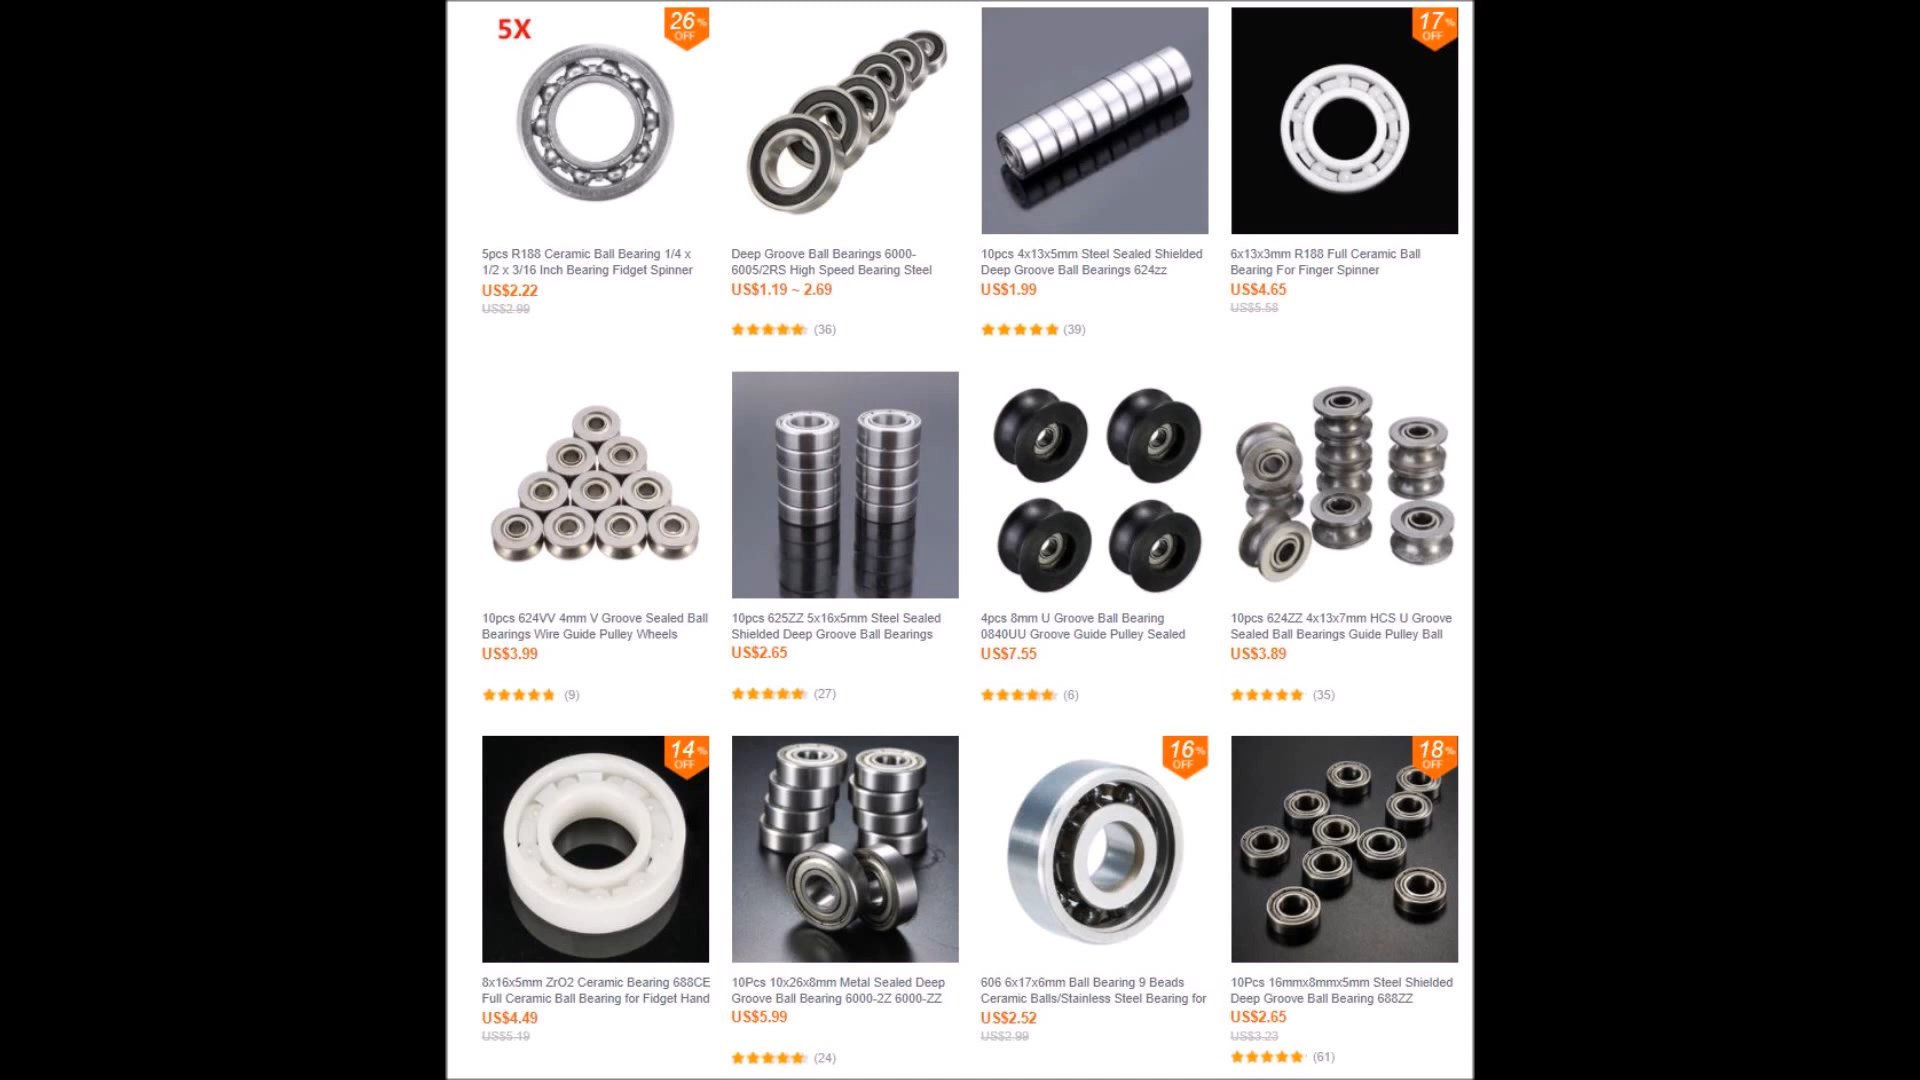 5X
26%
OFF
17%
OFF
5pcs R188 Ceramic Ball Bearing 1/4 x
1/2 x 3/16 Inch Bearing Fidget Spinner
US$2.22
US$2.99
Deep Groove Ball Bearings 6000-
6005/2RS High Speed Bearing Steel
US$1.19 ~ 2.69
(36)
10pcs 4x13x5mm Steel Sealed Shielded
Deep Groove Ball Bearings 624zz
US$1.99
(39)
6x13x3mm R188 Full Ceramic Ball
Bearing For Finger Spinner
US$4.65
US$5.58
10pcs 624VV 4mm V Groove Sealed Ball
Bearings Wire Guide Pulley Wheels
US$3.99
(9)
10pcs 625ZZ 5x16x5mm Steel Sealed
Shielded Deep Groove Ball Bearings
US$2.65
(27)
4pcs 8mm U Groove Ball Bearing
0840UU Groove Guide Pulley Sealed
US$7.55
(6)
10pcs 624ZZ 4x13x7mm HCS U Groove
Sealed Ball Bearings Guide Pulley Ball
US$3.89
(35)
14%
OFF
16%
OFF
18%
OFF
8x16x5mm ZrO2 Ceramic Bearing 688CE
Full Ceramic Ball Bearing for Fidget Hand
US$4.49
US$5.19
10Pcs 10x26x8mm Metal Sealed Deep
Groove Ball Bearing 6000-2Z 6000-ZZ
US$5.99
(24)
606 6x17x6mm Ball Bearing 9 Beads
Ceramic Balls/Stainless Steel Bearing for
US$2.52
US$2.99
10Pcs 16mmx8mmx5mm Steel Shielded
Deep Groove Ball Bearing 688ZZ
US$2.65
US$3.23
(61)